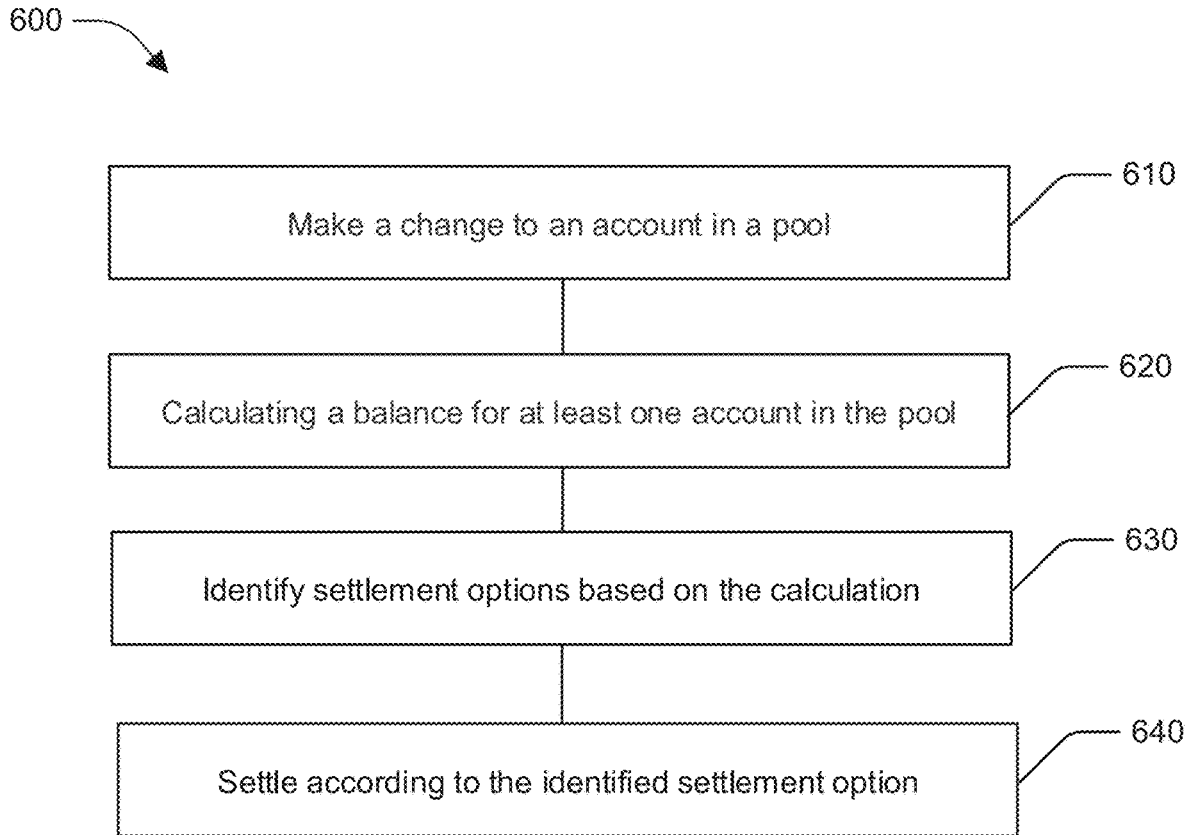 600
610
Make a change to an account in a pool
620
Calculating a balance for at least one account in the pool
630
Identify settlement options based on the calculation
640
Settle according to the identified settlement option